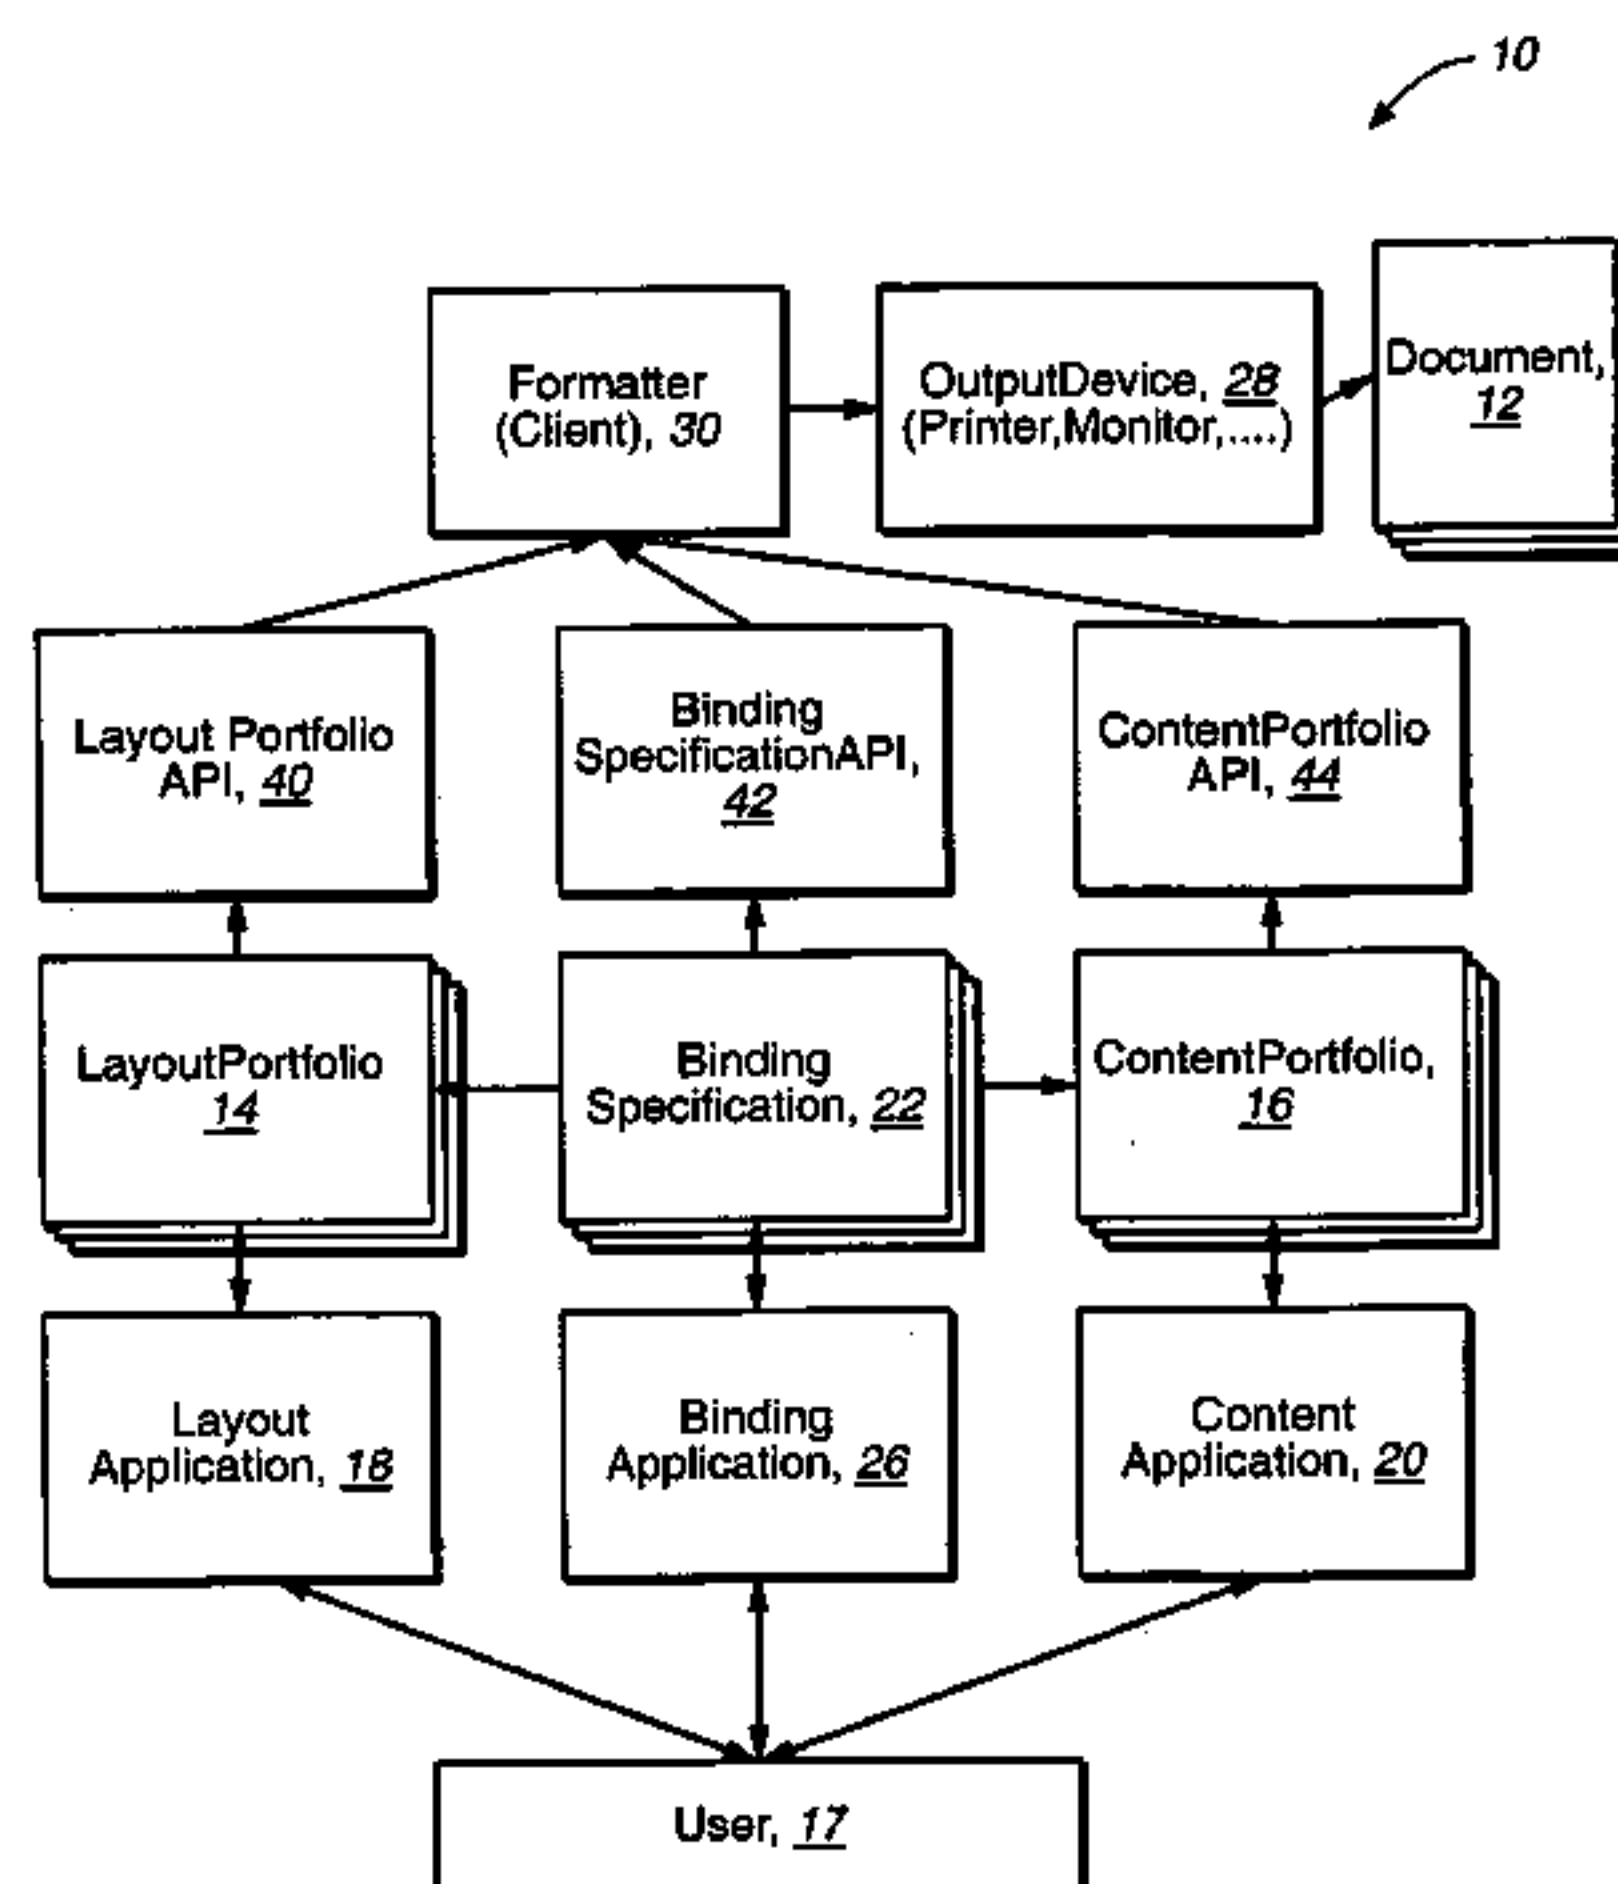 10
Formatter
(Client), 30
OutputDevice, 28
(Printer,Monitor,....)
Document,
12
Layout Portfolio
API, 40
Binding
SpecificationAPI,
42
ContentPortfolio
API, 44
LayoutPortfolio
14
Binding
Specification, 22
ContentPortfolio,
16
Layout
Application, 18
Binding
Application, 26
Content
Application, 20
User, 17